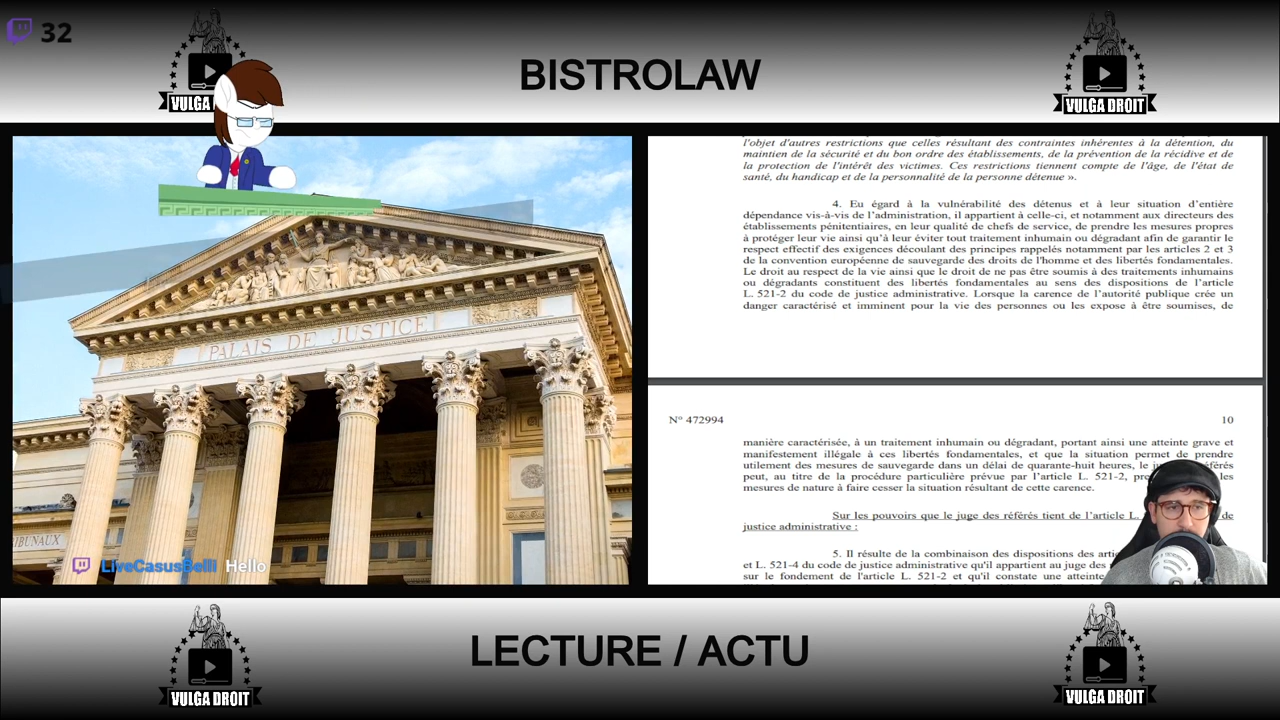 32
BISTROLAW
VULGA
VULGA DROIT
PALAIS DE JUSTICE
TRIBUNAUX
LiveCasusBelli Hello
l'objet d'autres restrictions que celles résultant des contraintes inhérentes à la détention, du
maintien de la sécurité et du bon ordre des établissements, de la prévention de la récidive et de
la protection de l'intérêt des victimes. Ces restrictions tiennent compte de l'âge, de l'état de
santé, du handicap et de la personnalité de la personne détenue ».
4. Eu égard à la vulnérabilité des détenus et à leur situation d’entière
dépendance vis-à-vis de l’administration, il appartient à celle-ci, et notamment aux directeurs des
établissements pénitentiaires, en leur qualité de chefs de service, de prendre les mesures propres
à protéger leur vie ainsi qu’à leur éviter tout traitement inhumain ou dégradant afin de garantir le
respect effectif des exigences découlant des principes rappelés notamment par les articles 2 et 3
de la convention européenne de sauvegarde des droits de l'homme et des libertés fondamentales.
Le droit au respect de la vie ainsi que le droit de ne pas être soumis à des traitements inhumains
ou dégradants constituent des libertés fondamentales au sens des dispositions de l’article
L. 521-2 du code de justice administrative. Lorsque la carence de l’autorité publique crée un
danger caractérisé et imminent pour la vie des personnes ou les expose à être soumises, de
N° 472994 10
manière caractérisée, à un traitement inhumain ou dégradant, portant ainsi une atteinte grave et
manifestement illégale à ces libertés fondamentales, et que la situation permet de prendre
utilement des mesures de sauvegarde dans un délai de quarante-huit heures, le
peut, au titre de la procédure particulière prévue par l’article L. 521-2, les
mesures de nature à faire cesser la situation résultant de cette carence.
Sur les pouvoirs que le juge des référés tient de l’article L. de
justice administrative :
5. Il résulte de la combinaison des dispositions des
et L. 521-4 du code de justice administrative qu'il appartient au juge des
sur le fondement de l'article L. 521-2 et qu'il constate une atteinte
LECTURE / ACTU
VULGA DROIT
VULGA DROIT